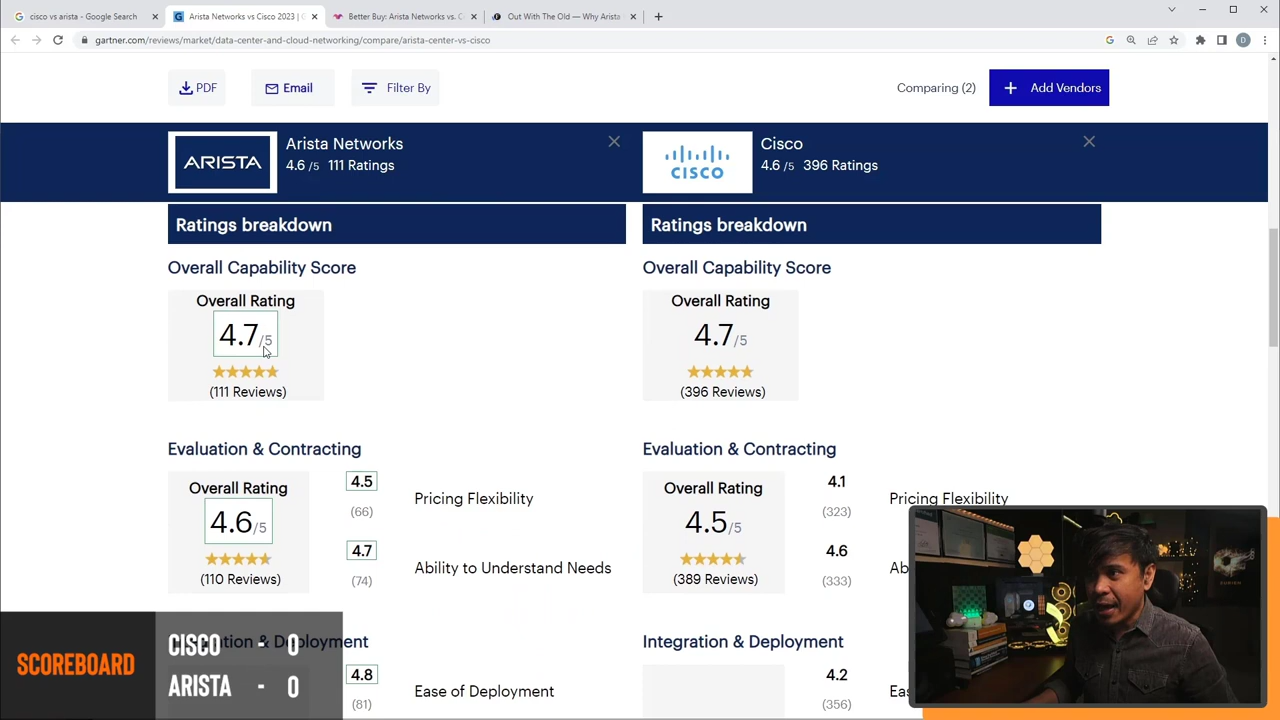 cisco vs arista - Google Search
Arista Networks vs Cisco 2023 | G
Better Buy: Arista Networks vs. C
Out With The Old — Why Arista
gartner.com/reviews/market/data-center-and-cloud-networking/compare/arista-center-vs-cisco
PDF
Email
Filter By
Comparing (2)
Add Vendors
ARISTA
Arista Networks
4.6 /5 111 Ratings
CISCO
Cisco
4.6 /5 396 Ratings
Ratings breakdown
Ratings breakdown
Overall Capability Score
Overall Capability Score
Overall Rating
4.7/5
(111 Reviews)
Overall Rating
4.7/5
(396 Reviews)
Evaluation & Contracting
Evaluation & Contracting
Overall Rating
4.6/5
(110 Reviews)
4.5
(66)
Pricing Flexibility
4.7
(74)
Ability to Understand Needs
Overall Rating
4.5/5
(389 Reviews)
4.1
(323)
Pricing Flexibility
4.6
(333)
Ab
Integration & Deployment
Integration & Deployment
4.8
(81)
Ease of Deployment
4.2
(356)
Eas
SCOREBOARD
CISCO - 0
ARISTA - 0